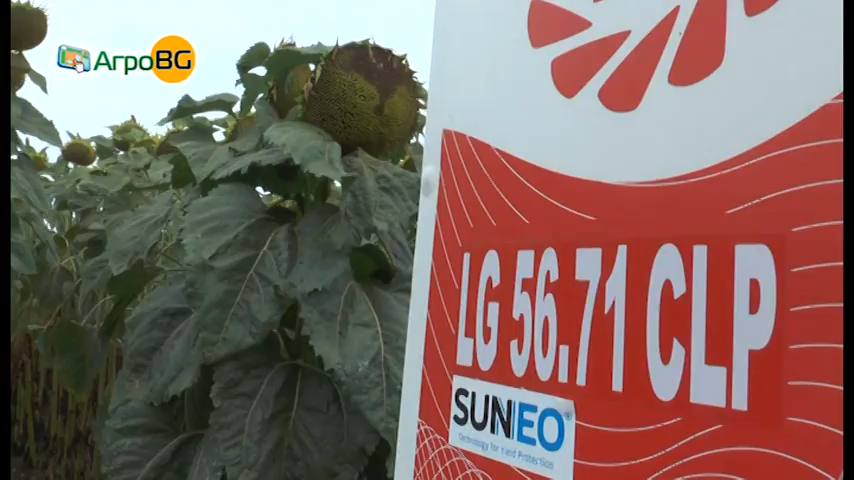 АгроBG
LG 56.71 CLP
SUNEO®
technology for Yield Protection